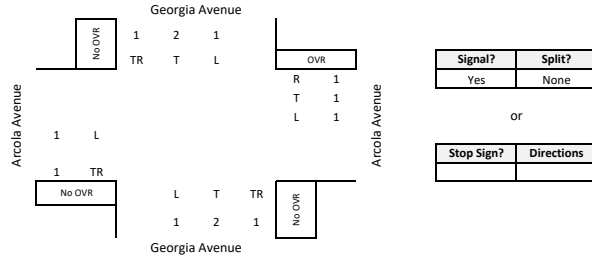 Georgia Avenue
No OVR
1 2 1
TR T L
OVR
R 1
T 1
L 1
Arcola Avenue
Arcola Avenue
1 L
1 TR
No OVR
L T TR
1 2 1
No OVR
Georgia Avenue
Signal? Split?
Yes None
or
Stop Sign? Directions